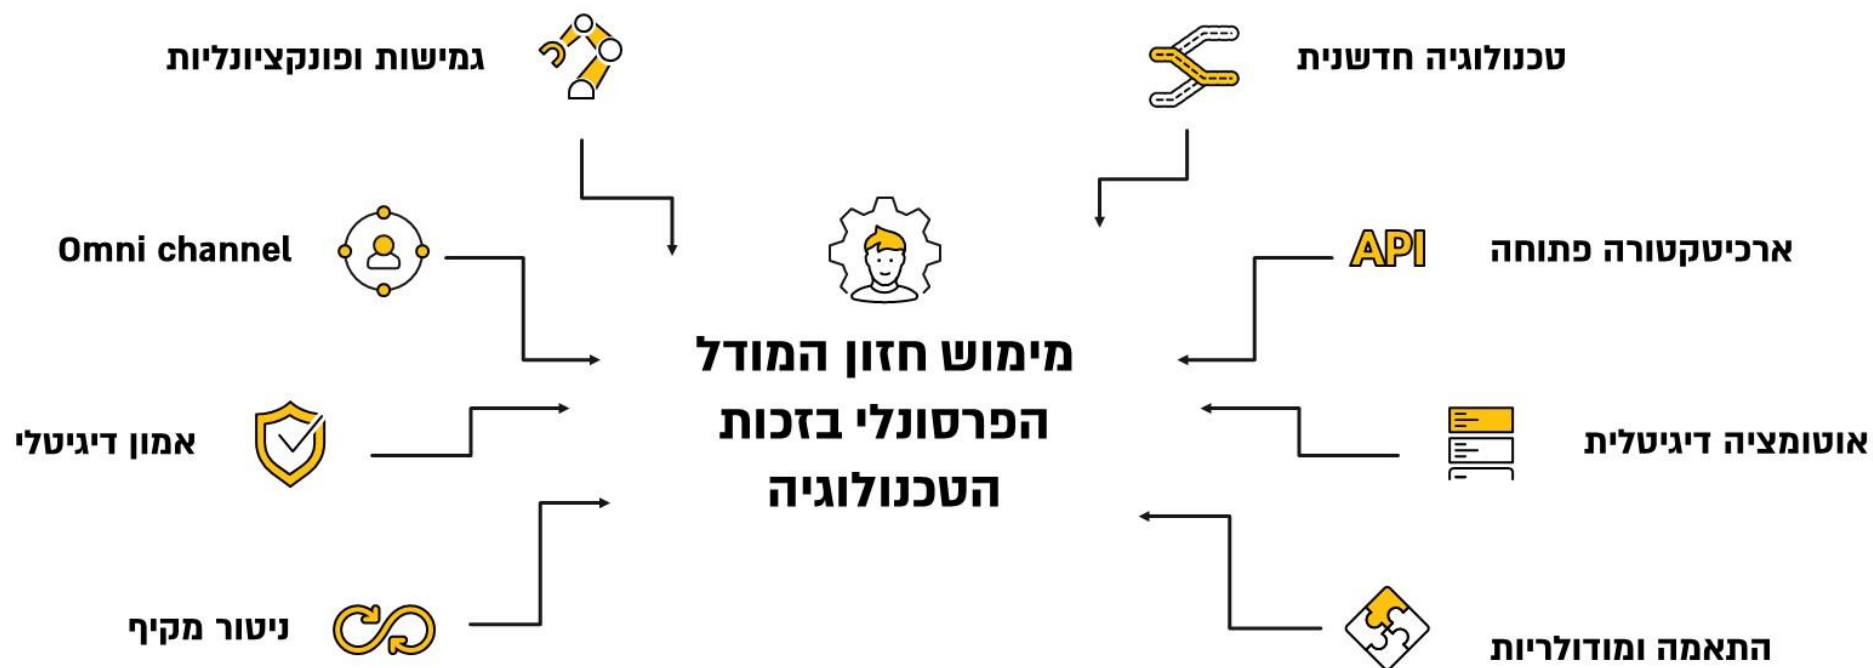 טכנולוגיה חדשנית
גמישות ופונקציונליות
API
ארכיטקטורה פתוחה
Omni channel
מימוש חזון המודל
הפרסונלי בזכות
הטכנולוגיה
אוטומציה דיגיטלית
אמון דיגיטלי
התאמה ומודולריות
ניטור מקיף